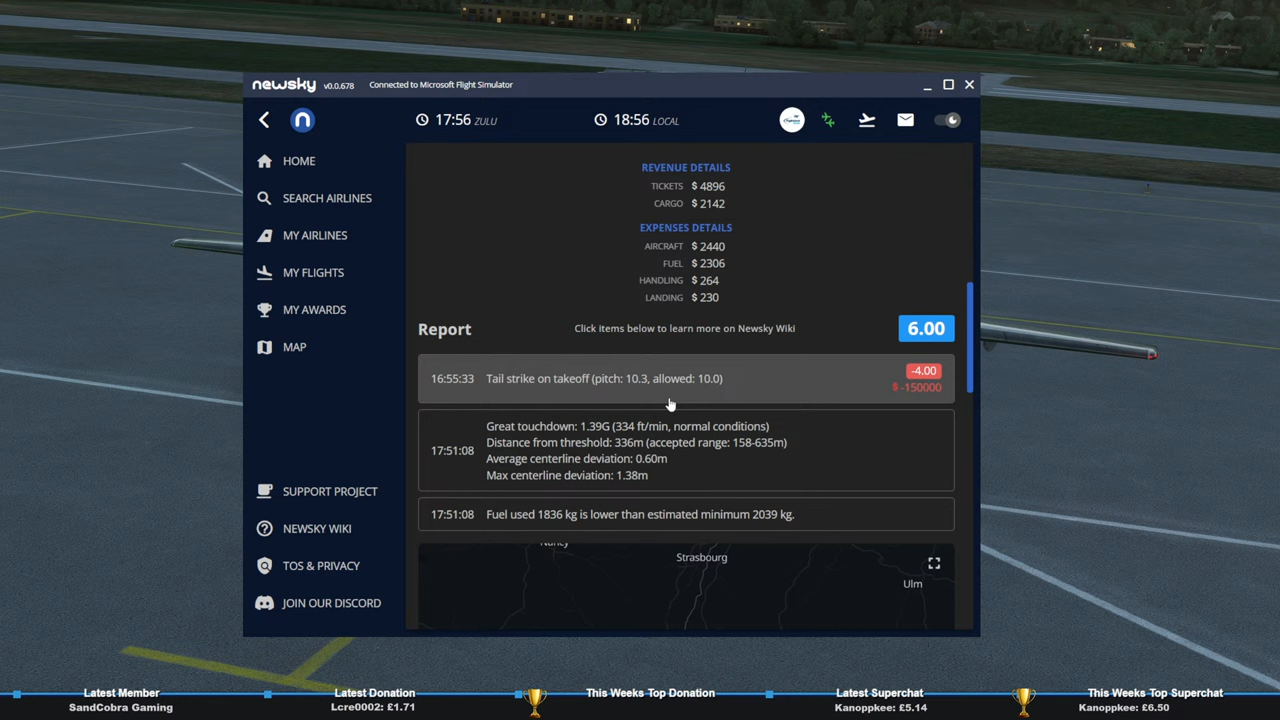 newsky v0.0.678 Connected to Microsoft Flight Simulator
17:56 ZULU 18:56 LOCAL
HOME
SEARCH AIRLINES
MY AIRLINES
MY FLIGHTS
MY AWARDS
MAP
SUPPORT PROJECT
NEWSKY WIKI
TOS & PRIVACY
JOIN OUR DISCORD
REVENUE DETAILS
TICKETS $ 4896
CARGO $ 2142
EXPENSES DETAILS
AIRCRAFT $ 2440
FUEL $ 2306
HANDLING $ 264
LANDING $ 230
Report Click items below to learn more on Newsky Wiki 6.00
16:55:33 Tail strike on takeoff (pitch: 10.3, allowed: 10.0) -4.00
$ -150000
Great touchdown: 1.39G (334 ft/min, normal conditions)
Distance from threshold: 336m (accepted range: 158-635m)
17:51:08
Average centerline deviation: 0.60m
Max centerline deviation: 1.38m
17:51:08 Fuel used 1836 kg is lower than estimated minimum 2039 kg.
Nancy
Strasbourg
Ulm
Latest Member Latest Donation This Weeks Top Donation Latest Superchat This Weeks Top Superchat
SandCobra Gaming Lcre0002: £1.71 Kanoppkee: £5.14 Kanoppkee: £6.50